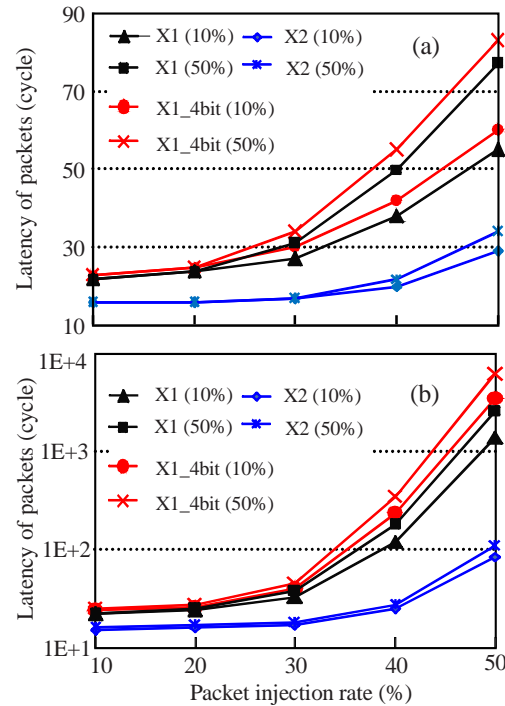 Latency of packets (cycle)
90
70
50
30
10
X1 (10%)
X2 (10%)
(a)
X1 (50%)
X2 (50%)
X1_4bit (10%)
X1_4bit (50%)
Latency of packets (cycle)
1E+4
1E+3
1E+2
1E+1
X1 (10%)
X2 (10%)
(b)
X1 (50%)
X2 (50%)
X1_4bit (10%)
X1_4bit (50%)
10 20 30 40 50
Packet injection rate (%)